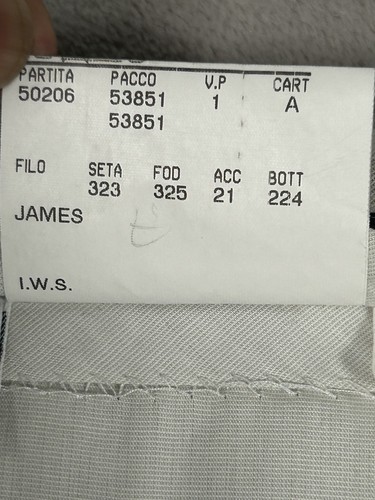 PARTITA PACCO V.P CART
50206 53851 1 A
53851
FILO SETA FOD ACC BOTT
323 325 21 224
JAMES
I.W.S.